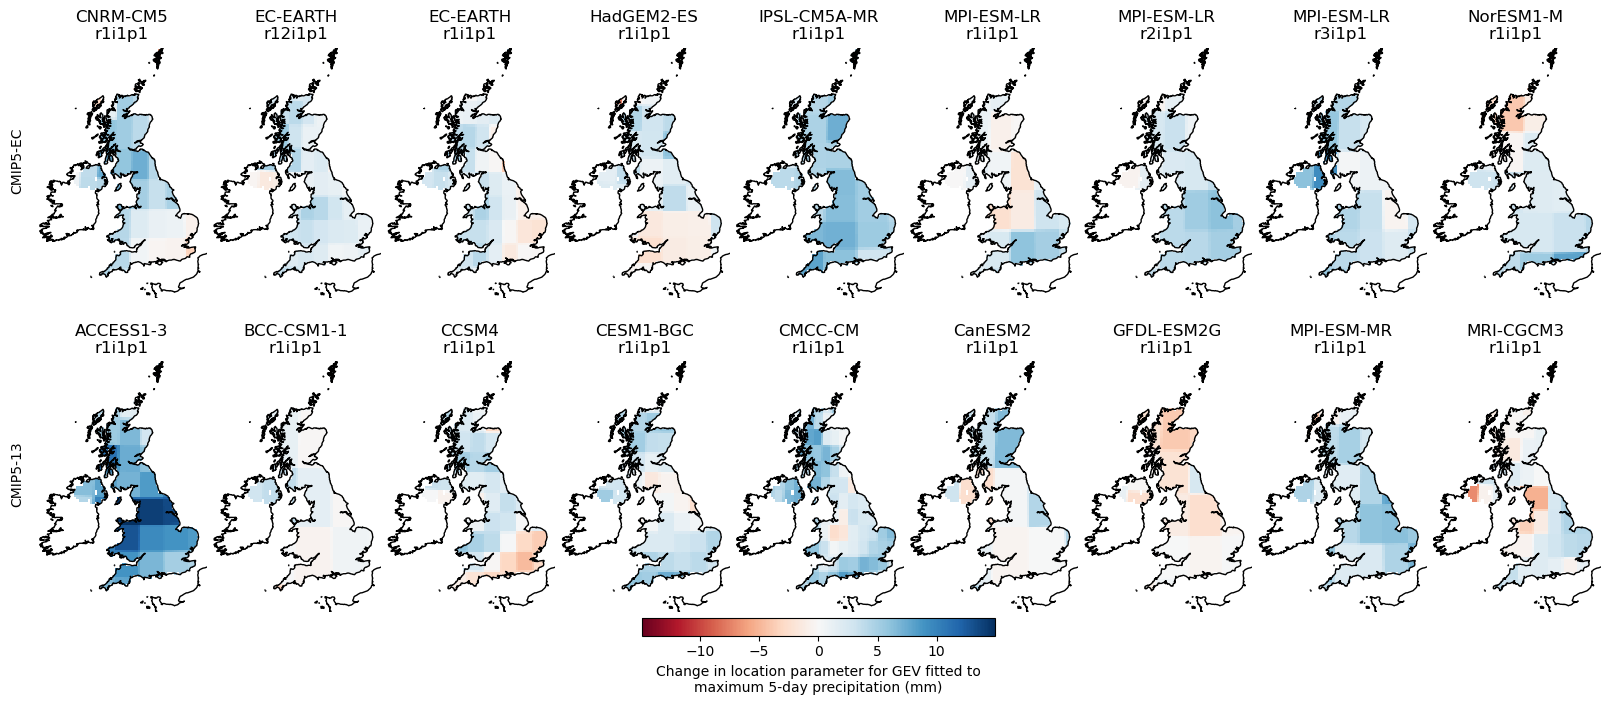 CNRM-CM5
r1i1p1
EC-EARTH
r12i1p1
EC-EARTH
r1i1p1
HadGEM2-ES
r1i1p1
IPSL-CM5A-MR
r1i1p1
MPI-ESM-LR
r1i1p1
MPI-ESM-LR
r2i1p1
MPI-ESM-LR
r3i1p1
NorESM1-M
r1i1p1
CMIP5-EC
ACCESS1-3
r1i1p1
BCC-CSM1-1
r1i1p1
CCSM4
r1i1p1
CESM1-BGC
r1i1p1
CMCC-CM
r1i1p1
CanESM2
r1i1p1
GFDL-ESM2G
r1i1p1
MPI-ESM-MR
r1i1p1
MRI-CGCM3
r1i1p1
CMIP5-13
−10 −5 0 5 10
Change in location parameter for GEV fitted to
maximum 5-day precipitation (mm)